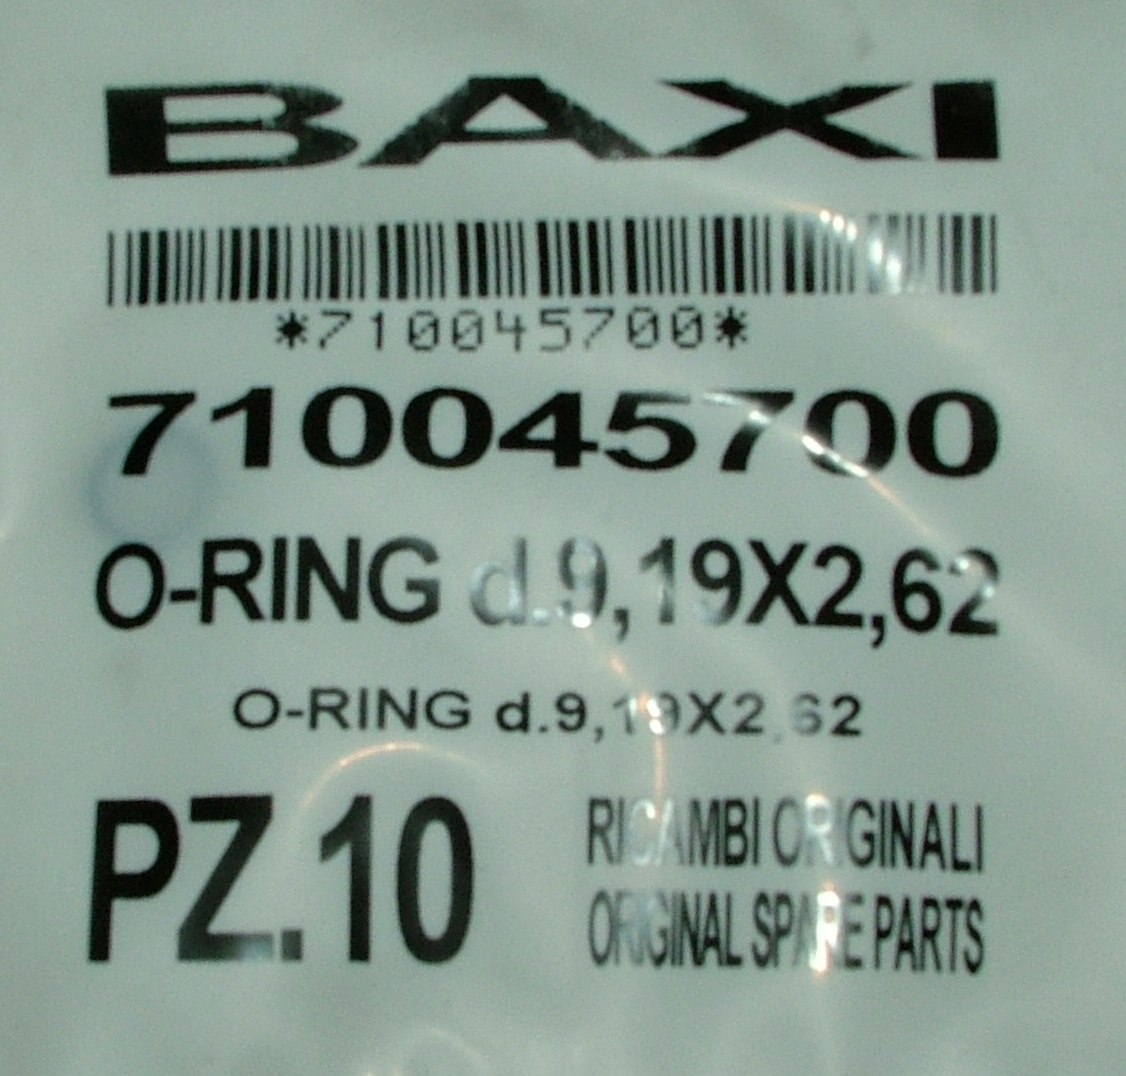 BAXI
*710045700*
710045700
O-RING d.9,19X2,62
O-RING d.9,19X2,62
PZ.10
RICAMBI ORIGINALI
ORIGINAL SPARE PARTS